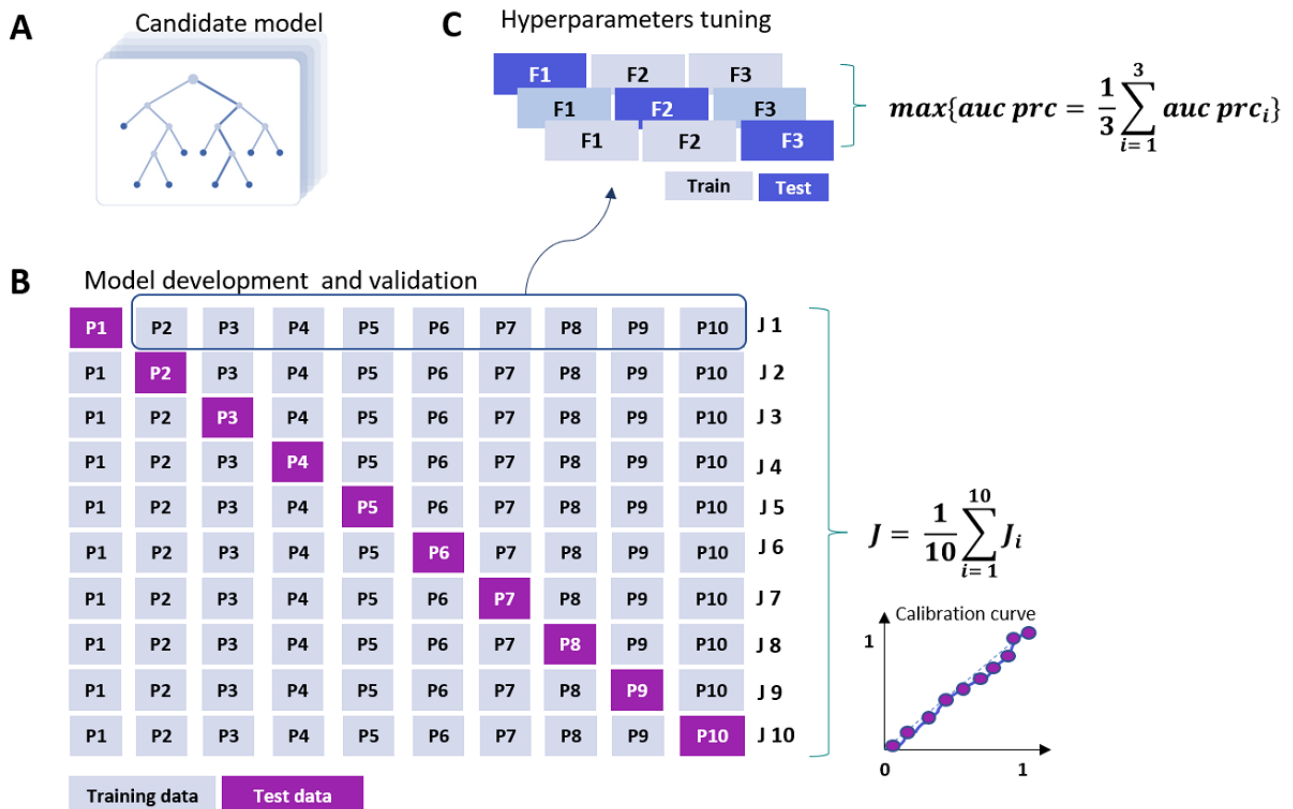 A
Candidate model
C
Hyperparameters tuning
F1 F2 F3
F1 F2 F3
F1 F2 F3
Train Test
max{auc prc = 1/3 3∑i=1 auc prci}
B
Model development and validation
P1 P2 P3 P4 P5 P6 P7 P8 P9 P10 J 1
P1 P2 P3 P4 P5 P6 P7 P8 P9 P10 J 2
P1 P2 P3 P4 P5 P6 P7 P8 P9 P10 J 3
P1 P2 P3 P4 P5 P6 P7 P8 P9 P10 J 4
P1 P2 P3 P4 P5 P6 P7 P8 P9 P10 J 5
P1 P2 P3 P4 P5 P6 P7 P8 P9 P10 J 6
P1 P2 P3 P4 P5 P6 P7 P8 P9 P10 J 7
P1 P2 P3 P4 P5 P6 P7 P8 P9 P10 J 8
P1 P2 P3 P4 P5 P6 P7 P8 P9 P10 J 9
P1 P2 P3 P4 P5 P6 P7 P8 P9 P10 J 10
Training data Test data
J = 1/10 10∑i=1 Ji
Calibration curve
1
0 1